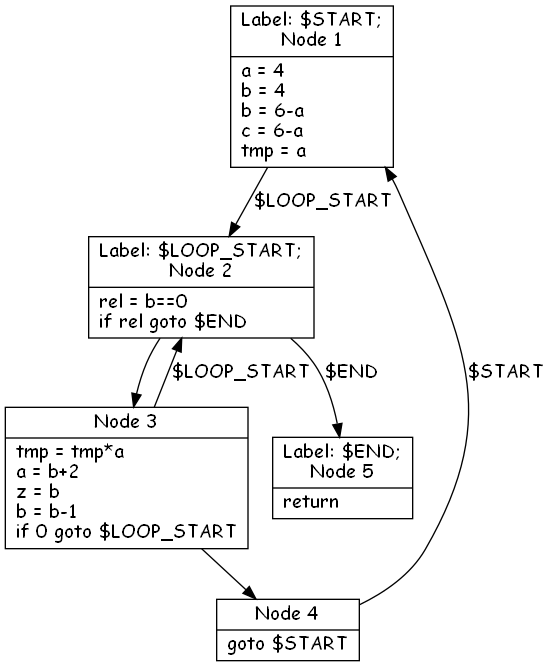 Label: $START;
Node 1
a = 4
b = 4
b = 6-a
c = 6-a
tmp = a
$LOOP_START
Label: $LOOP_START;
Node 2
rel = b==0
if rel goto $END
$LOOP_START
$END
$START
Node 3
tmp = tmp*a
a = b+2
z = b
b = b-1
if 0 goto $LOOP_START
Label: $END;
Node 5
return
Node 4
goto $START